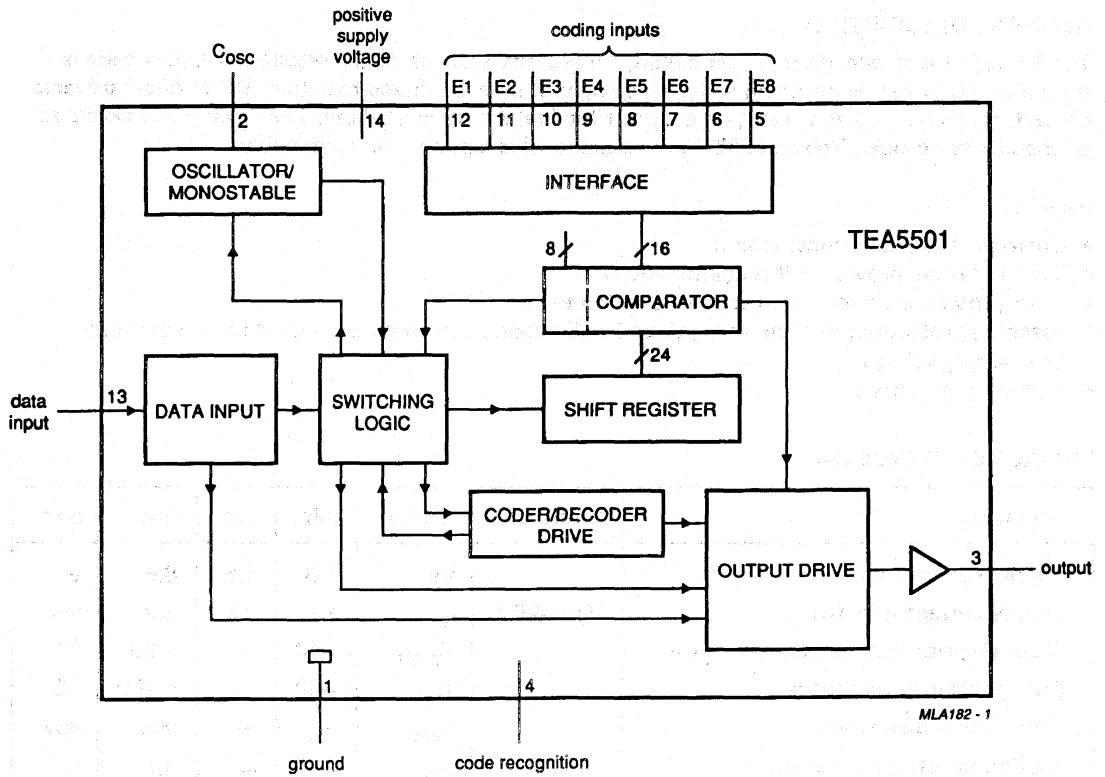 positive
supply
voltage
coding inputs
COSC
E1 E2 E3 E4 E5 E6 E7 E8
2 14 12 11 10 9 8 7 6 5
OSCILLATOR/
MONOSTABLE
INTERFACE
TEA5501
8 16
COMPARATOR
24
data
input
13
DATA INPUT
SWITCHING
LOGIC
SHIFT REGISTER
CODER/DECODER
DRIVE
OUTPUT DRIVE
3
output
1
4
MLA182 - 1
ground
code recognition